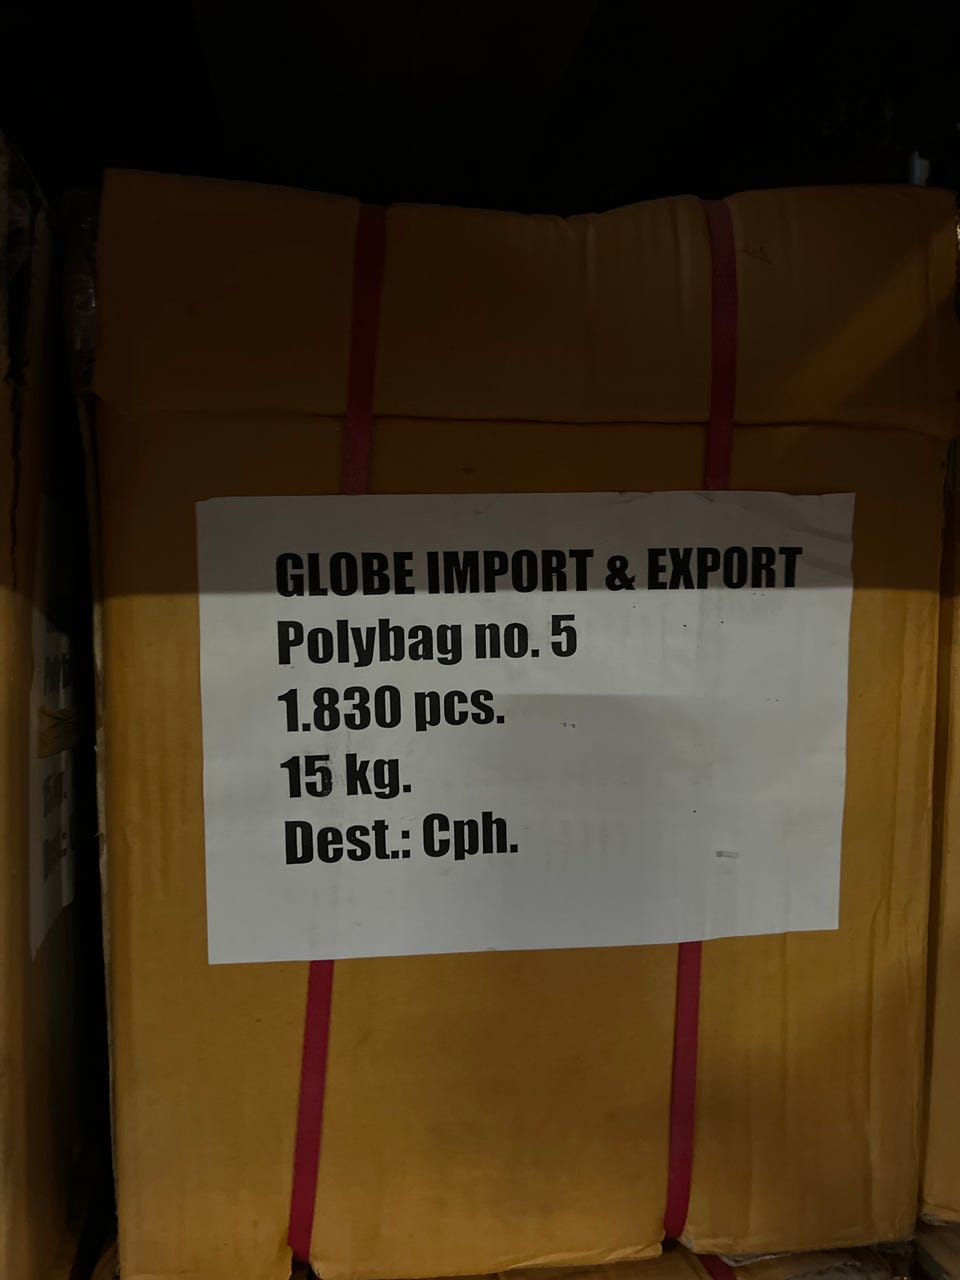 GLOBE IMPORT & EXPORT
Polybag no. 5
1.830 pcs.
15 kg.
Dest.: Cph.